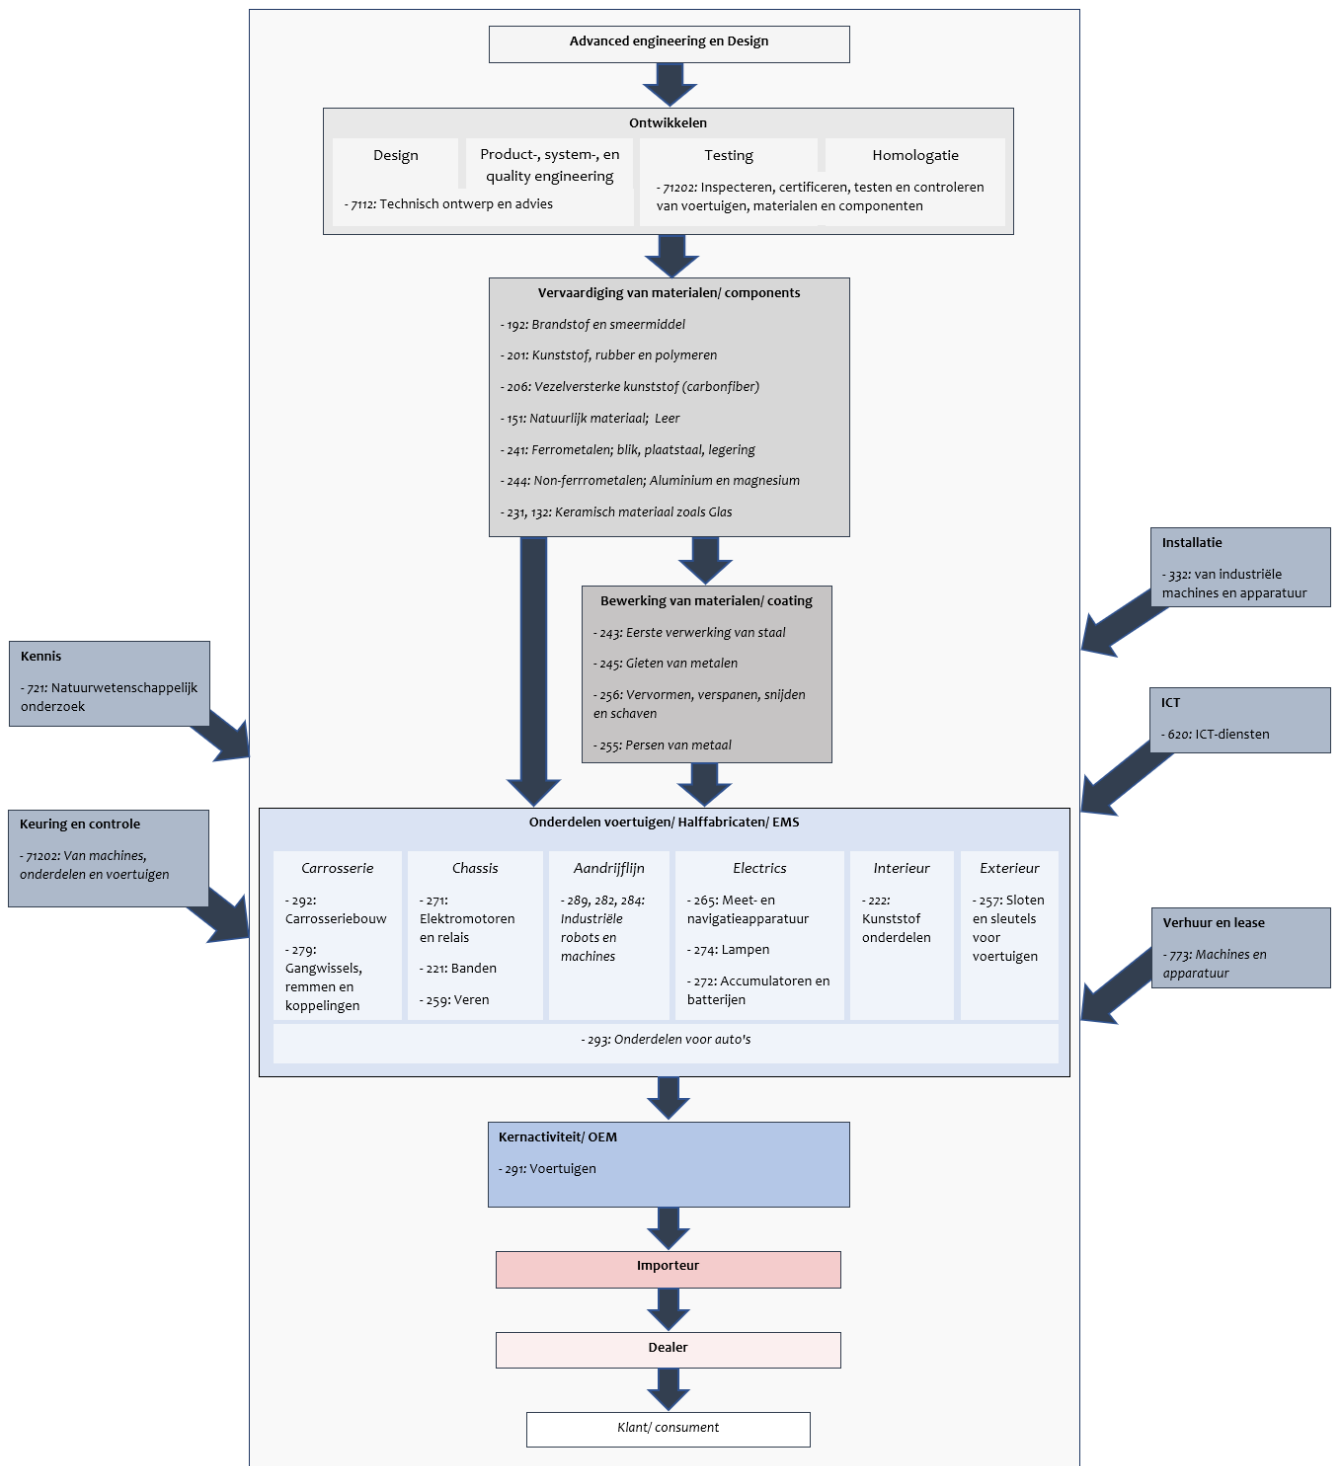 Advanced engineering en Design
Ontwikkelen
Design
Product-, system-, en
quality engineering
- 7112: Technisch ontwerp en advies
Testing
Homologatie
- 71202: Inspecteren, certificeren, testen en controleren
van voertuigen, materialen en componenten
Vervaardiging van materialen/ components
- 192: Brandstof en smeermiddel
- 201: Kunststof, rubber en polymeren
- 206: Vezelversterke kunststof (carbonfiber)
- 151: Natuurlijk materiaal; Leer
- 241: Ferrometalen; blik, plaatstaal, legering
- 244: Non-ferrrometalen; Aluminium en magnesium
- 231, 132: Keramisch materiaal zoals Glas
Bewerking van materialen/ coating
- 243: Eerste verwerking van staal
- 245: Gieten van metalen
- 256: Vervormen, verspanen, snijden
en schaven
- 255: Persen van metaal
Kennis
- 721: Natuurwetenschappelijk
onderzoek
Keuring en controle
- 71202: Van machines,
onderdelen en voertuigen
Installatie
- 332: van industriële
machines en apparatuur
ICT
- 620: ICT-diensten
Verhuur en lease
- 773: Machines en
apparatuur
Onderdelen voertuigen/ Halffabricaten/ EMS
Carrosserie
- 292:
Carrosseriebouw
- 279:
Gangwissels,
remmen en
koppelingen
Chassis
- 271:
Elektromotoren
en relais
- 221: Banden
- 259: Veren
Aandrijflijn
- 289, 282, 284:
Industriële
robots en
machines
Electrics
- 265: Meet- en
navigatieapparatuur
- 274: Lampen
- 272: Accumulatoren en
batterijen
Interieur
- 222:
Kunststof
onderdelen
Exterieur
- 257: Sloten
en sleutels
voor
voertuigen
- 293: Onderdelen voor auto's
Kernactiviteit/ OEM
- 291: Voertuigen
Importeur
Dealer
Klant/ consument